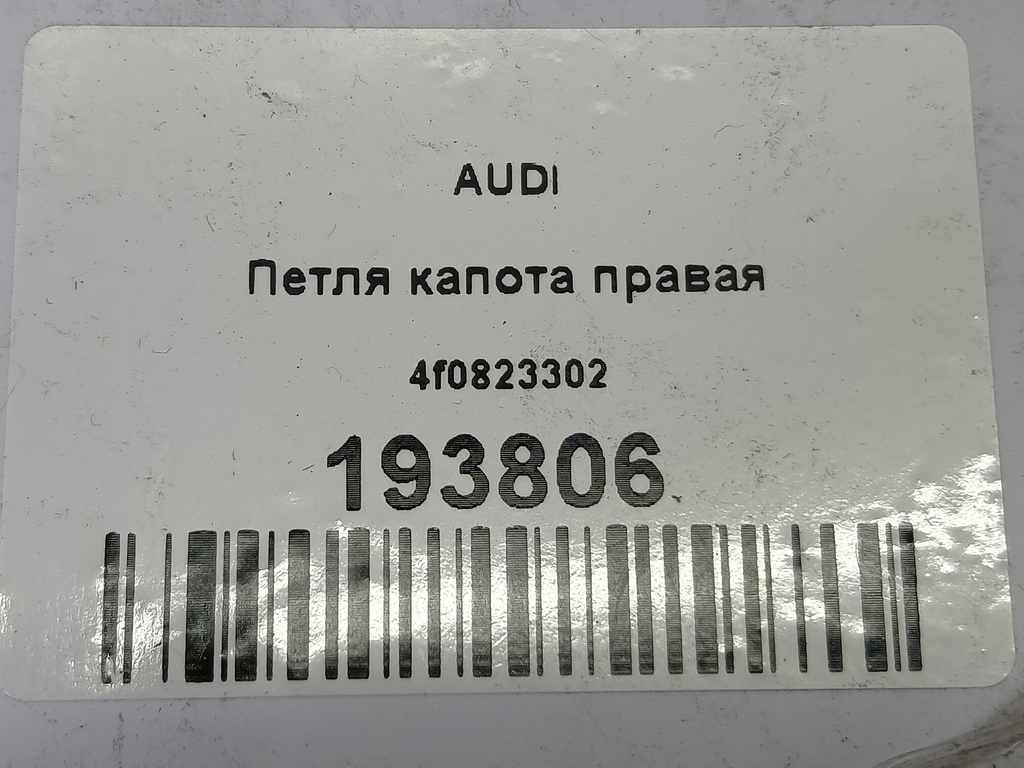 AUDI
Петля капота правая
4f0823302
193806